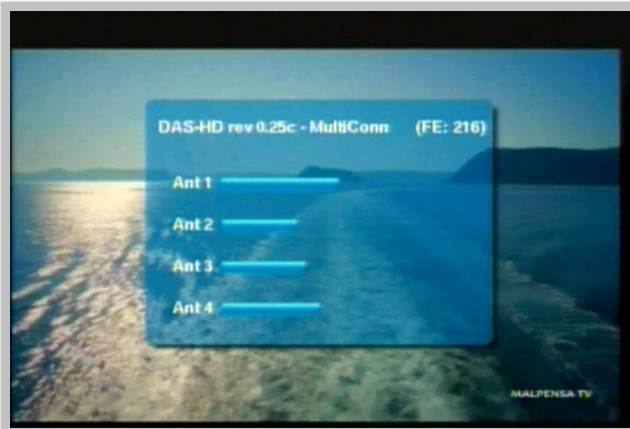 DAS-HD rev 0.25c - MultiConn (FE: 216)
Ant 1
Ant 2
Ant 3
Ant 4
MALPENSA TV